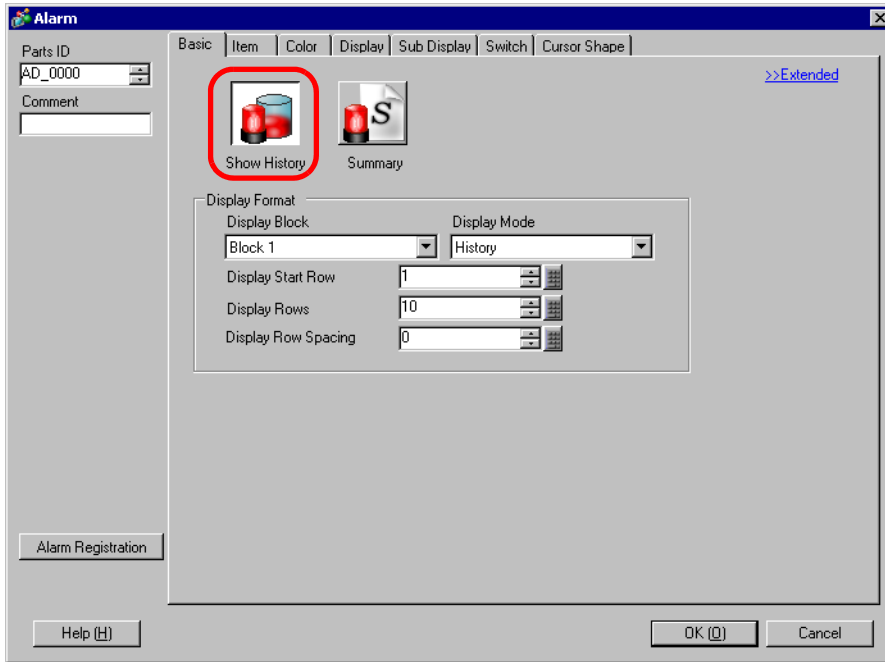 Alarm
Parts ID
AD_0000
Comment
Basic Item Color Display Sub Display Switch Cursor Shape
>>Extended
S
Show History Summary
Display Format
Display Block Display Mode
Block 1 History
Display Start Row 1
Display Rows 10
Display Row Spacing 0
Alarm Registration
Help (H) OK (O) Cancel